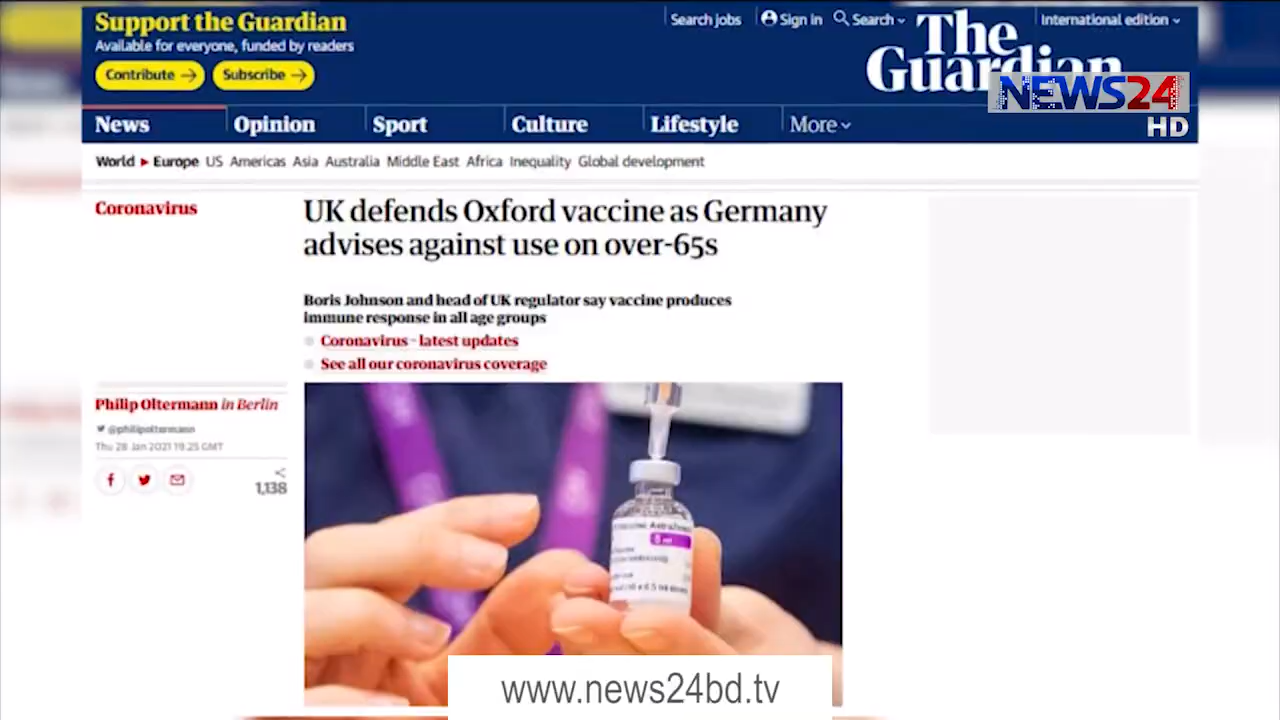 Support the Guardian
Available for everyone, funded by readers
Contribute →
Subscribe →
Search jobs
Sign in
Search
International edition
The Guardian
NEWS24
HD
News
Opinion
Sport
Culture
Lifestyle
More
World ▸ Europe US Americas Asia Australia Middle East Africa Inequality Global development
Coronavirus
UK defends Oxford vaccine as Germany
advises against use on over-65s
Boris Johnson and head of UK regulator say vaccine produces
immune response in all age groups
Coronavirus - latest updates
See all our coronavirus coverage
Philip Oltermann in Berlin
@philipoltermann
Thu 28 Jan 2021 19.25 GMT
1,138
5 ml
www.news24bd.tv